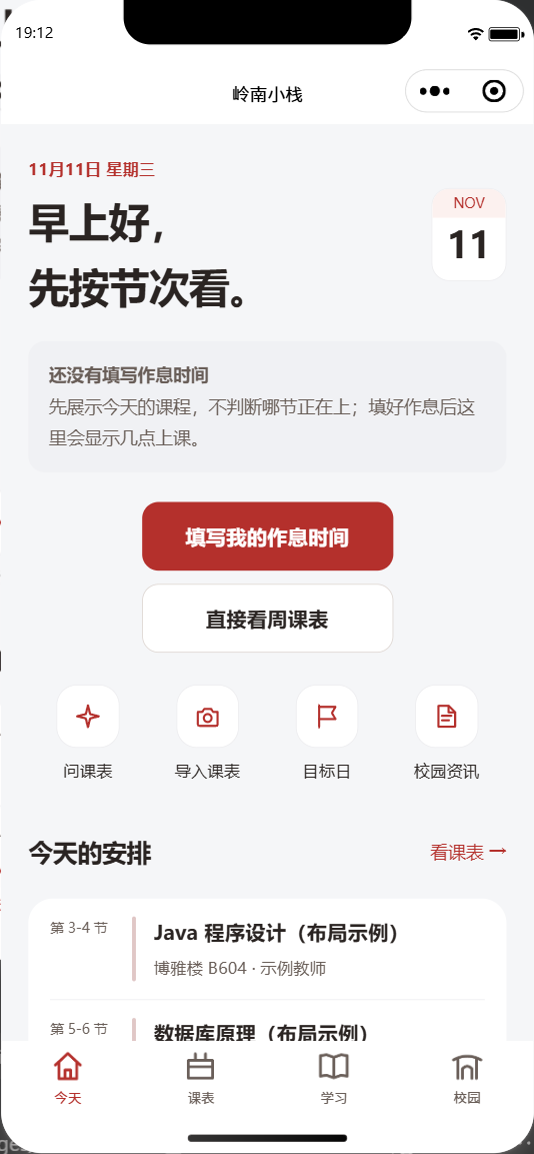 19:12
岭南小栈
11月11日 星期三
早上好，
先按节次看。
NOV
11
还没有填写作息时间
先展示今天的课程，不判断哪节正在上；填好作息后这
里会显示几点上课。
填写我的作息时间
直接看周课表
问课表
导入课表
目标日
校园资讯
今天的安排
看课表 →
第 3-4 节
Java 程序设计（布局示例）
博雅楼 B604 · 示例教师
第 5-6 节
数据库原理（布局示例）
今天
课表
学习
校园